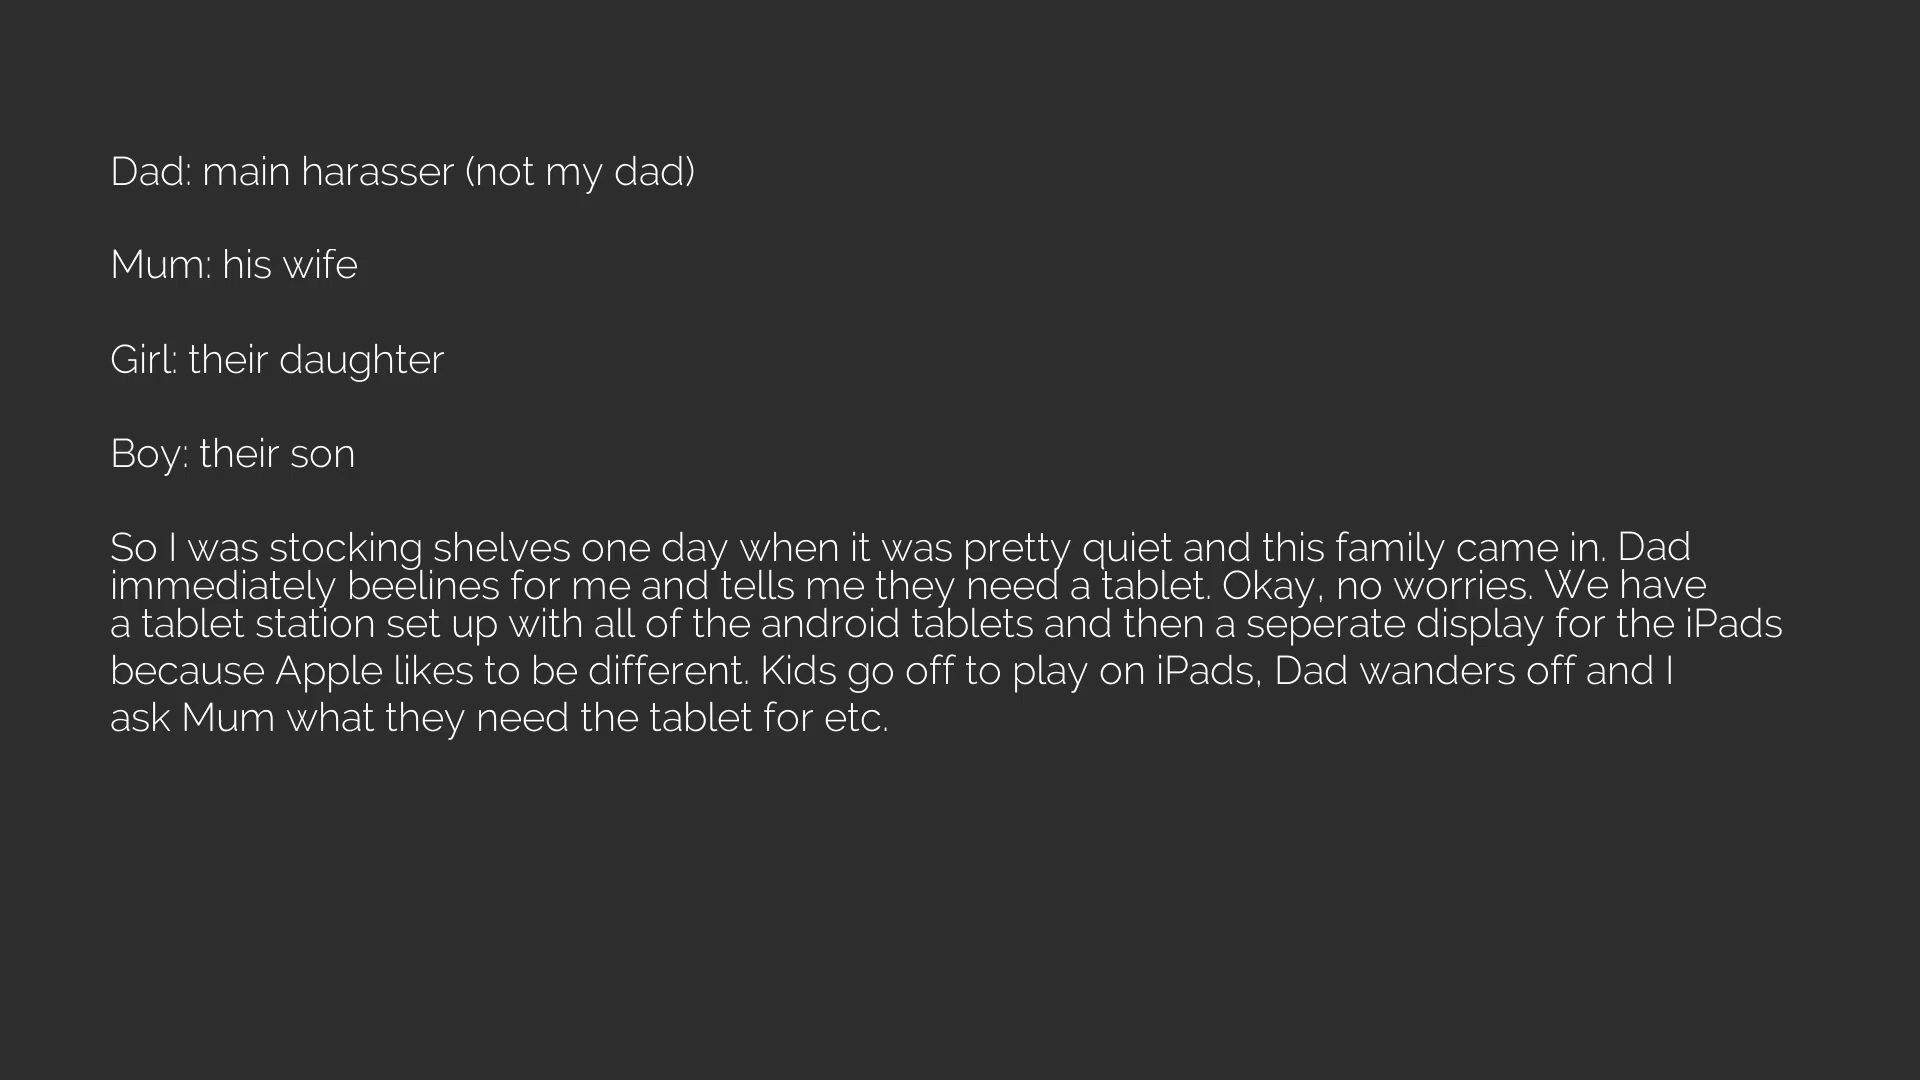 Dad: main harasser (not my dad)
Mum: his wife
Girl: their daughter
Boy: their son
So I was stocking shelves one day when it was pretty quiet and this family came in. Dad
immediately beelines for me and tells me they need a tablet. Okay, no worries. We have
a tablet station set up with all of the android tablets and then a seperate display for the iPads
because Apple likes to be different. Kids go off to play on iPads, Dad wanders off and I
ask Mum what they need the tablet for etc.